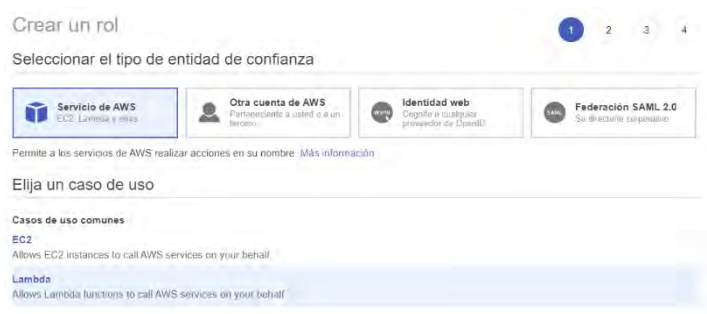 Crear un rol
1 2 3 4
Seleccionar el tipo de entidad de confianza
Servicio de AWS
EC2, Lambda y otros
Otra cuenta de AWS
Perteneciente a usted o a un
tercero
Identidad web
Cognito o cualquier
proveedor de OpenID
SAML
Federación SAML 2.0
Su directorio corporativo
Permite a los servicios de AWS realizar acciones en su nombre. Más información
Elija un caso de uso
Casos de uso comunes
EC2
Allows EC2 instances to call AWS services on your behalf.
Lambda
Allows Lambda functions to call AWS services on your behalf.